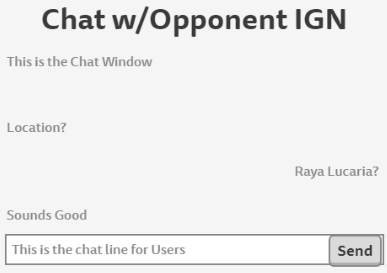 Chat w/Opponent IGN
This is the Chat Window
Location?
Raya Lucaria?
Sounds Good
This is the chat line for Users
Send